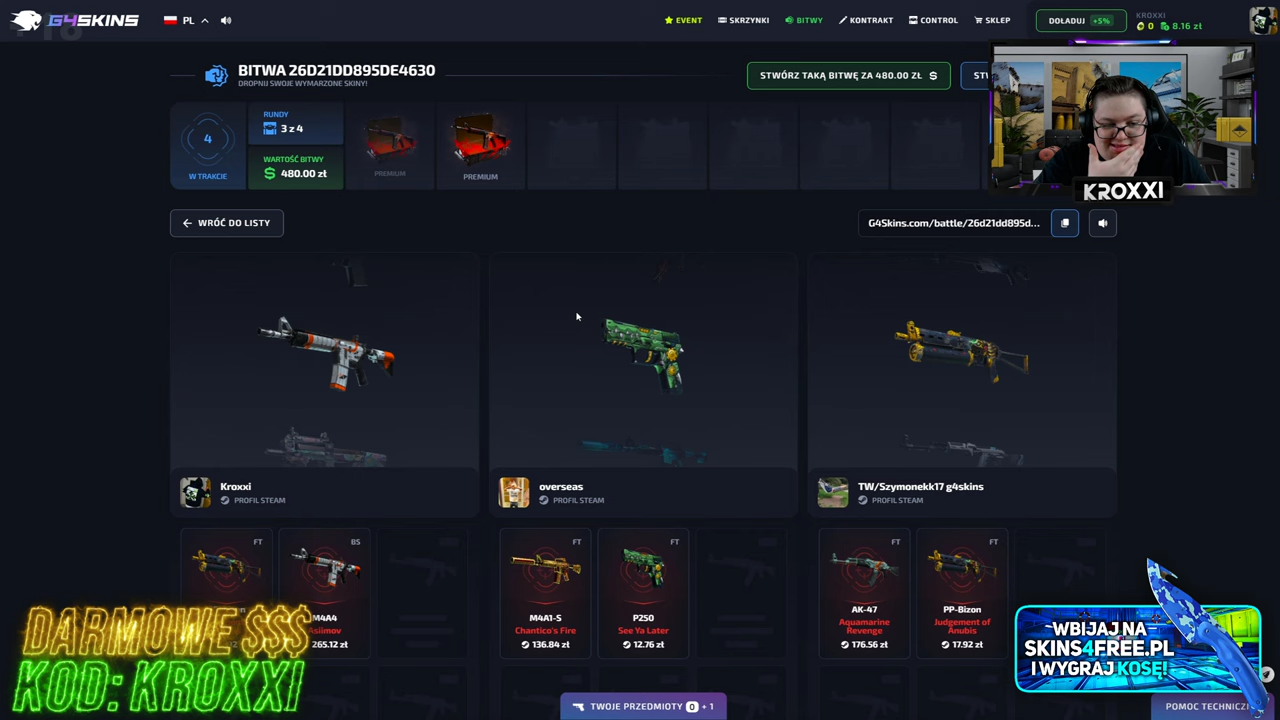 G4SKINS
PL
EVENT
SKRZYNKI
BITWY
KONTRAKT
CONTROL
SKLEP
DOŁADUJ +5%
KROXXI
0 8.16 zł
BITWA 26D21DD895DE4630
DROPNIJ SWOJE WYMARZONE SKINY!
STWÓRZ TAKĄ BITWĘ ZA 480.00 ZŁ $
4
W TRAKCIE
RUNDY
3 z 4
WARTOŚĆ BITWY
$ 480.00 zł
PREMIUM
PREMIUM
KROXXI
WRÓĆ DO LISTY
G4Skins.com/battle/26d21dd895d...
Kroxxi
PROFIL STEAM
overseas
PROFIL STEAM
TW/Szymonekk17 g4skins
PROFIL STEAM
FT
BS
M4A4
Asiimov
265.12 zł
FT
M4A1-S
Chantico's Fire
136.84 zł
FT
P250
See Ya Later
12.76 zł
FT
AK-47
Aquamarine
Revenge
176.56 zł
FT
PP-Bizon
Judgement of
Anubis
17.92 zł
DARMOWE $$$
KOD: KROXXI
WBIJAJ NA
SKINS4FREE.PL
I WYGRAJ KOSĘ!
TWOJE PRZEDMIOTY 0 + 1
POMOC TECHNICZ